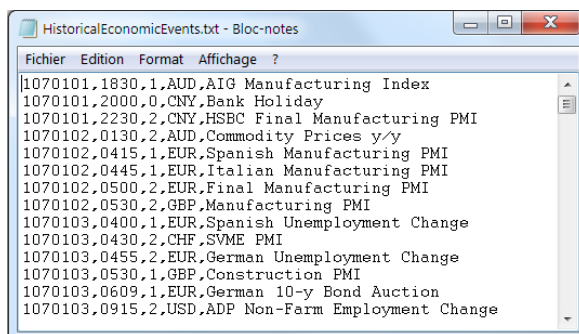 HistoricalEconomicEvents.txt - Bloc-notes
Fichier Edition Format Affichage ?
1070101,1830,1,AUD,AIG Manufacturing Index
1070101,2000,0,CNY,Bank Holiday
1070101,2230,2,CNY,HSBC Final Manufacturing PMI
1070102,0130,2,AUD,Commodity Prices y/y
1070102,0415,1,EUR,Spanish Manufacturing PMI
1070102,0445,1,EUR,Italian Manufacturing PMI
1070102,0500,2,EUR,Final Manufacturing PMI
1070102,0530,2,GBP,Manufacturing PMI
1070103,0400,1,EUR,Spanish Unemployment Change
1070103,0430,2,CHF,SVME PMI
1070103,0455,2,EUR,German Unemployment Change
1070103,0530,1,GBP,Construction PMI
1070103,0609,1,EUR,German 10-y Bond Auction
1070103,0915,2,USD,ADP Non-Farm Employment Change